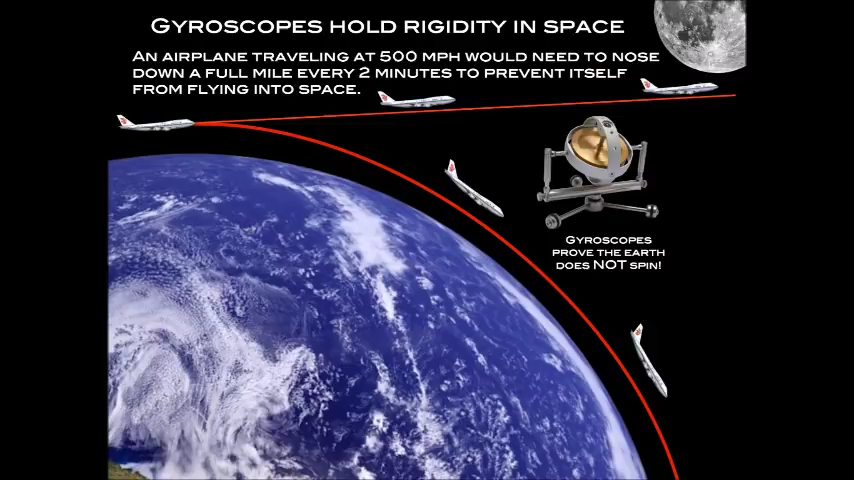 Gyroscopes hold rigidity in space
An airplane traveling at 500 mph would need to nose
down a full mile every 2 minutes to prevent itself
from flying into space.
Gyroscopes
prove the earth
does NOT spin!